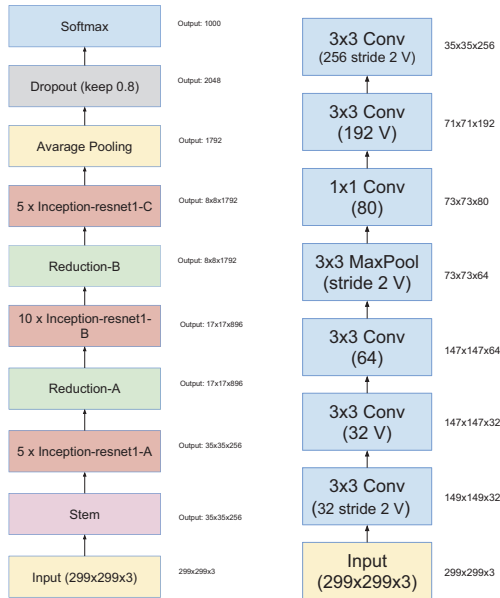 Softmax
Output: 1000
Dropout (keep 0.8)
Output: 2048
Avarage Pooling
Output: 1792
5 x Inception-resnet1-C
Output: 8x8x1792
Reduction-B
Output: 8x8x1792
10 x Inception-resnet1-
B
Output: 17x17x896
Reduction-A
Output: 17x17x896
5 x Inception-resnet1-A
Output: 35x35x256
Stem
Output: 35x35x256
Input (299x299x3)
299x299x3
3x3 Conv
(256 stride 2 V)
35x35x256
3x3 Conv
(192 V)
71x71x192
1x1 Conv
(80)
73x73x80
3x3 MaxPool
(stride 2 V)
73x73x64
3x3 Conv
(64)
147x147x64
3x3 Conv
(32 V)
147x147x32
3x3 Conv
(32 stride 2 V)
149x149x32
Input
(299x299x3)
299x299x3